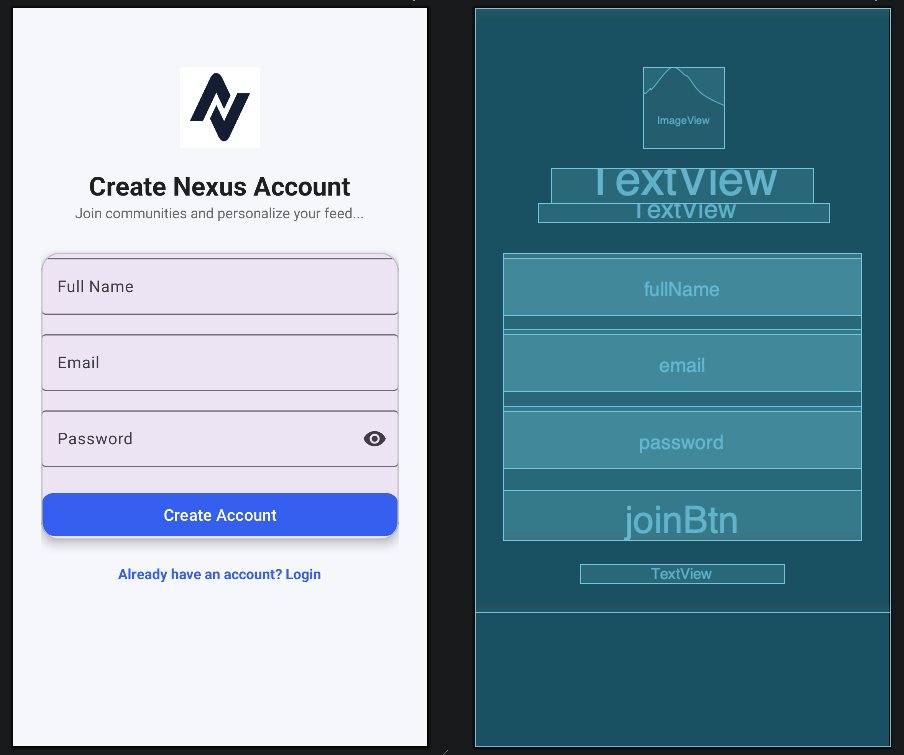 Create Nexus Account
Join communities and personalize your feed...
Full Name
Email
Password
Create Account
Already have an account? Login
ImageView
TextView
TextView
fullName
email
password
joinBtn
TextView